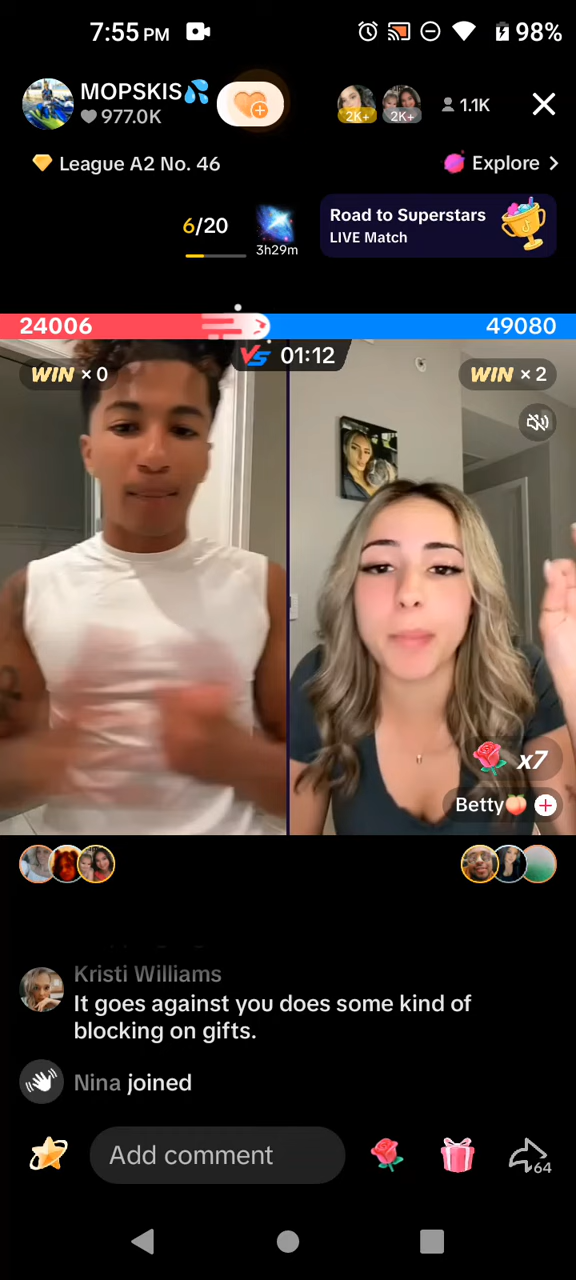 7:55 PM
98%
MOPSKIS💦
977.0K
2K+
2K+
1.1K
League A2 No. 46
Explore >
6/20
3h29m
Road to Superstars
LIVE Match
24006
49080
VS 01:12
WIN × 0
WIN × 2
x7
Betty🍑
Kristi Williams
It goes against you does some kind of
blocking on gifts.
Nina joined
Add comment
64